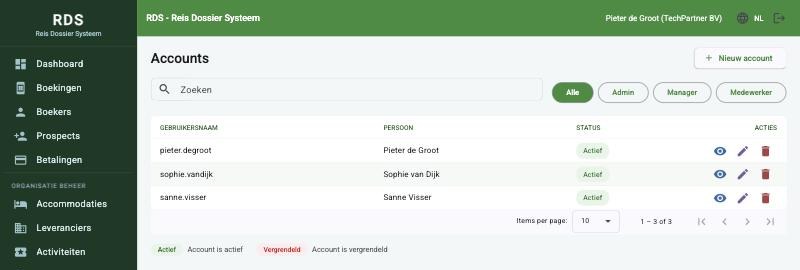 RDS
Reis Dossier Systeem
Dashboard
Boekingen
Boekers
Prospects
Betalingen
ORGANISATIE BEHEER
Accommodaties
Leveranciers
Activiteiten
RDS - Reis Dossier Systeem
Pieter de Groot (TechPartner BV)
NL
Accounts
Nieuw account
Zoeken
Alle
Admin
Manager
Medewerker
GEBRUIKERSNAAM PERSOON STATUS ACTIES
pieter.degroot Pieter de Groot Actief
sophie.vandijk Sophie van Dijk Actief
sanne.visser Sanne Visser Actief
Items per page: 10 1 – 3 of 3
Actief Account is actief Vergrendeld Account is vergrendeld